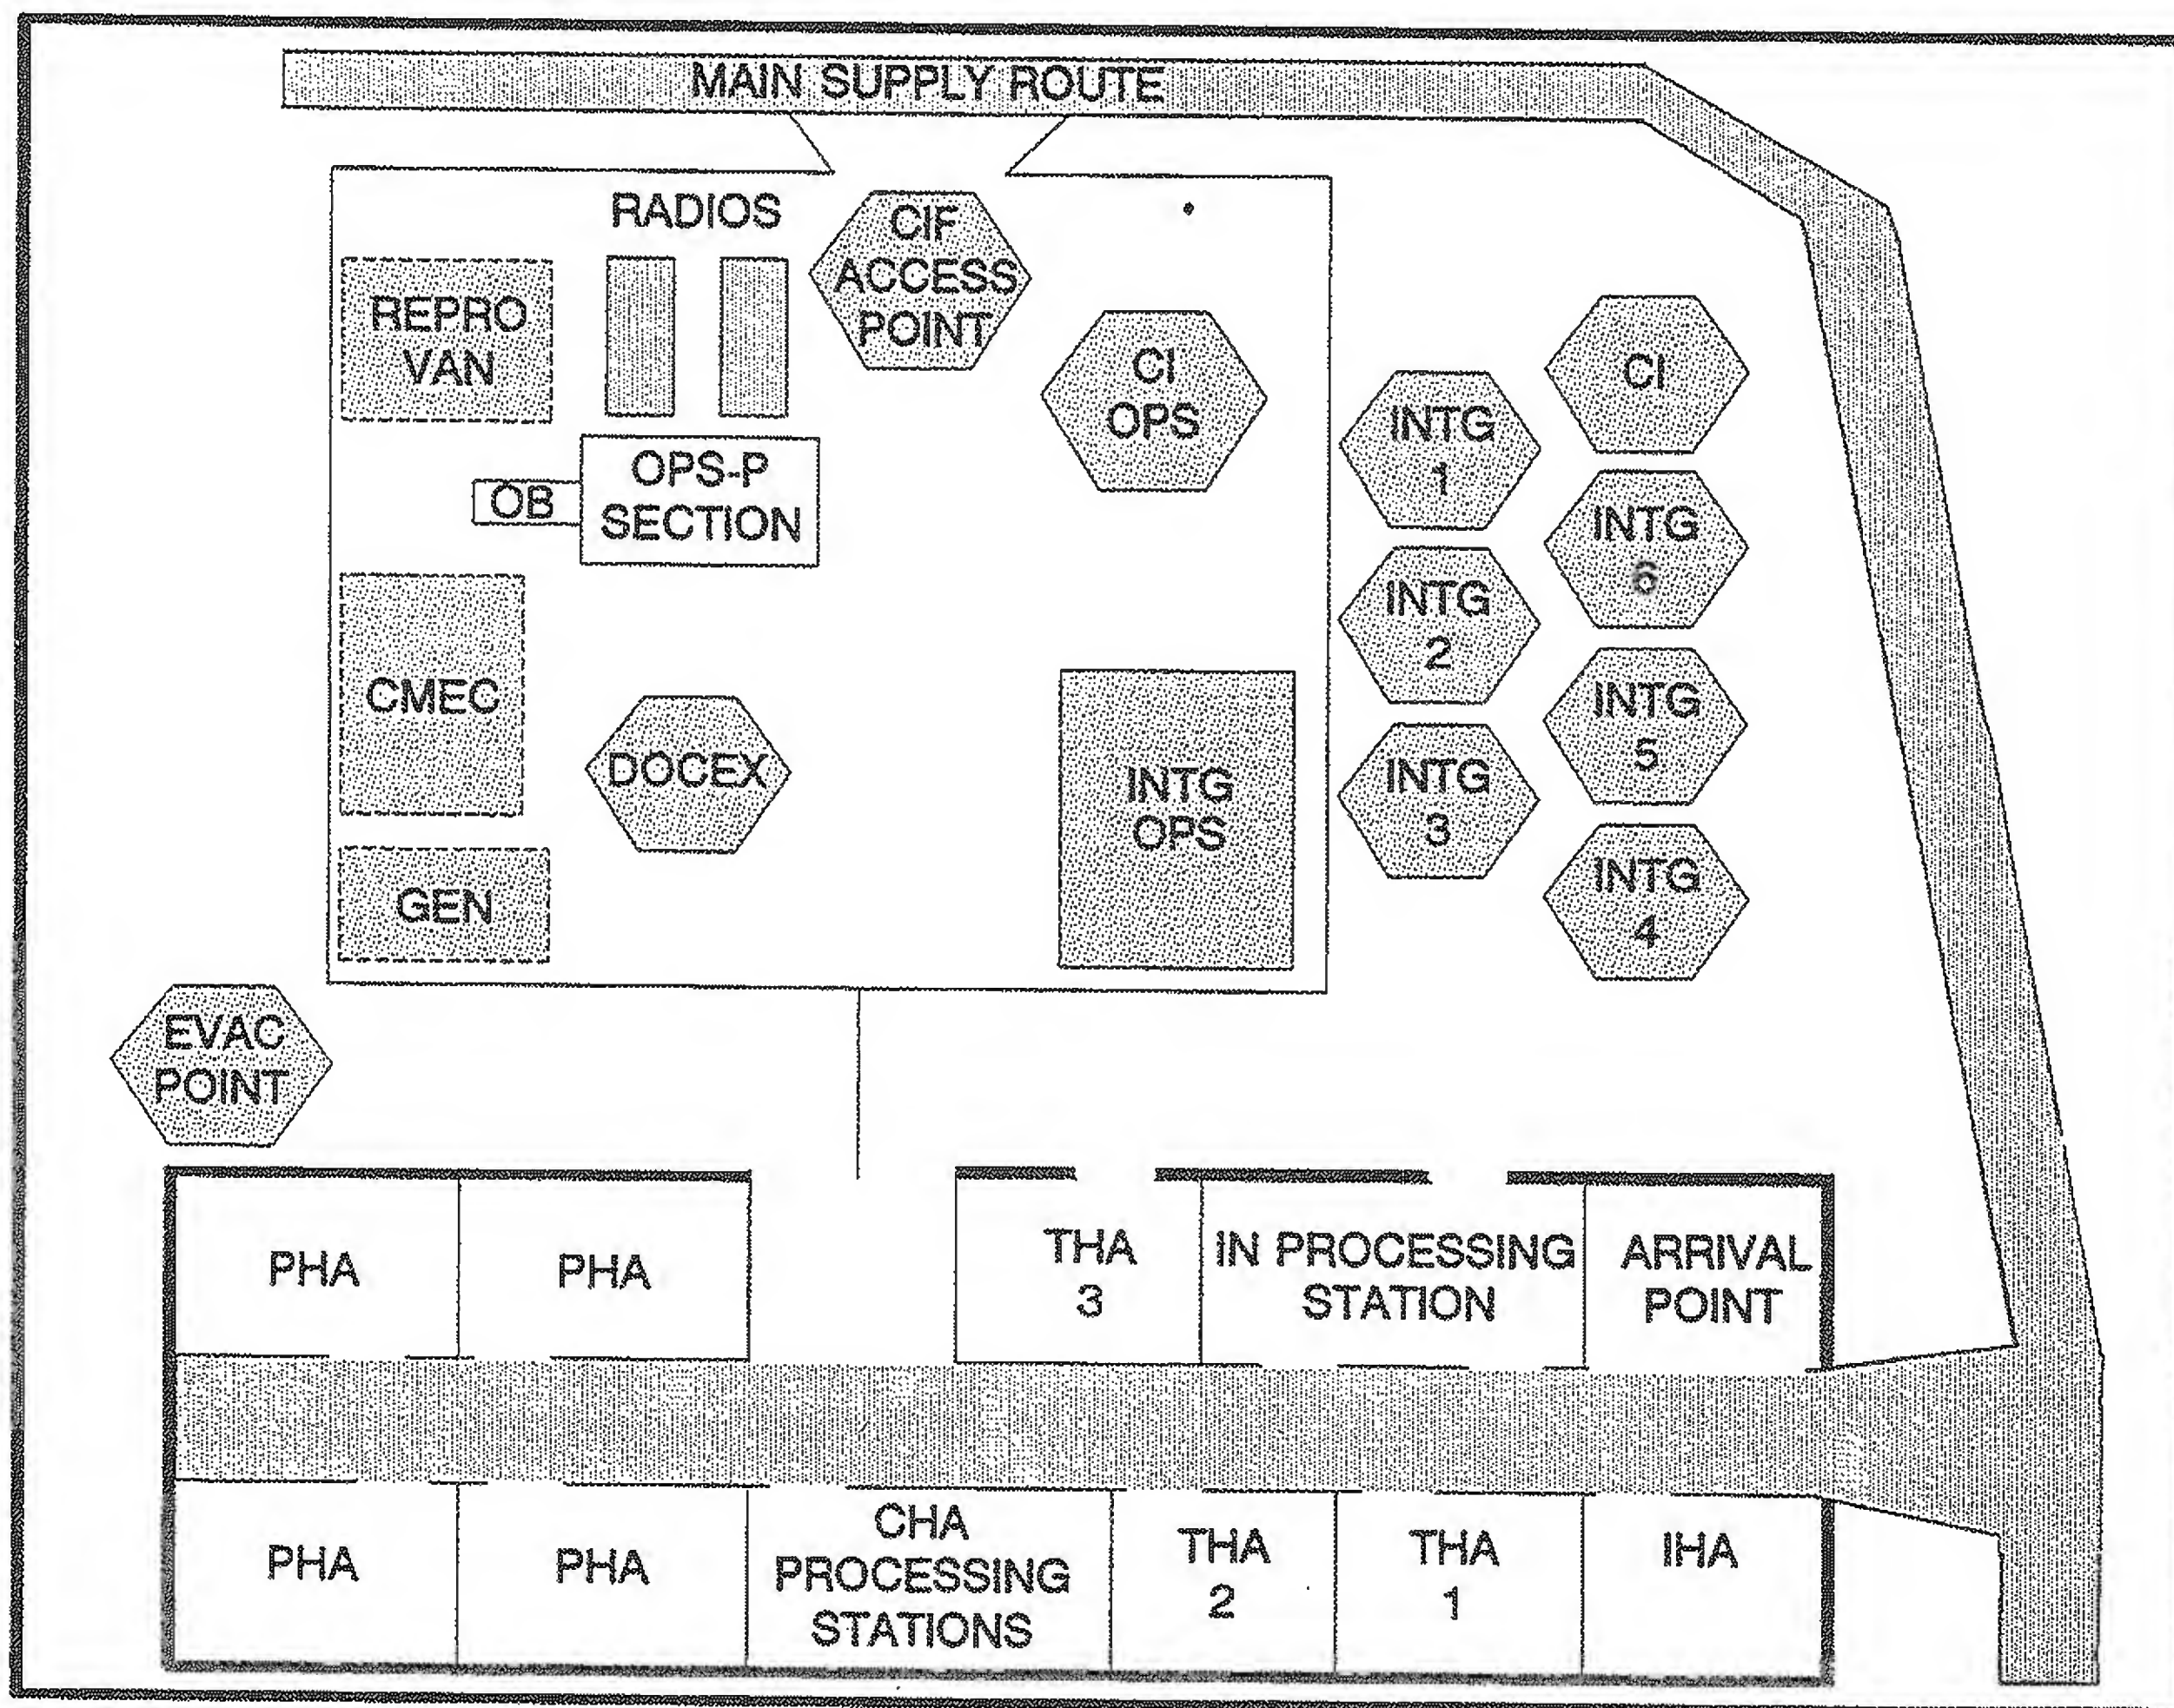 MAIN SUPPLY ROUTE
RADIOS
CIF
ACCESS
POINT
REPRO
VAN
CI
OPS
CI
INTG
1
OPS-P
SECTION
OB
INTG
6
INTG
2
CMEC
DOCEX
INTG
5
INTG
OPS
INTG
3
GEN
INTG
4
EVAC
POINT
PHA
PHA
THA
3
IN PROCESSING
STATION
ARRIVAL
POINT
PHA
PHA
CHA
PROCESSING
STATIONS
THA
2
THA
1
IHA